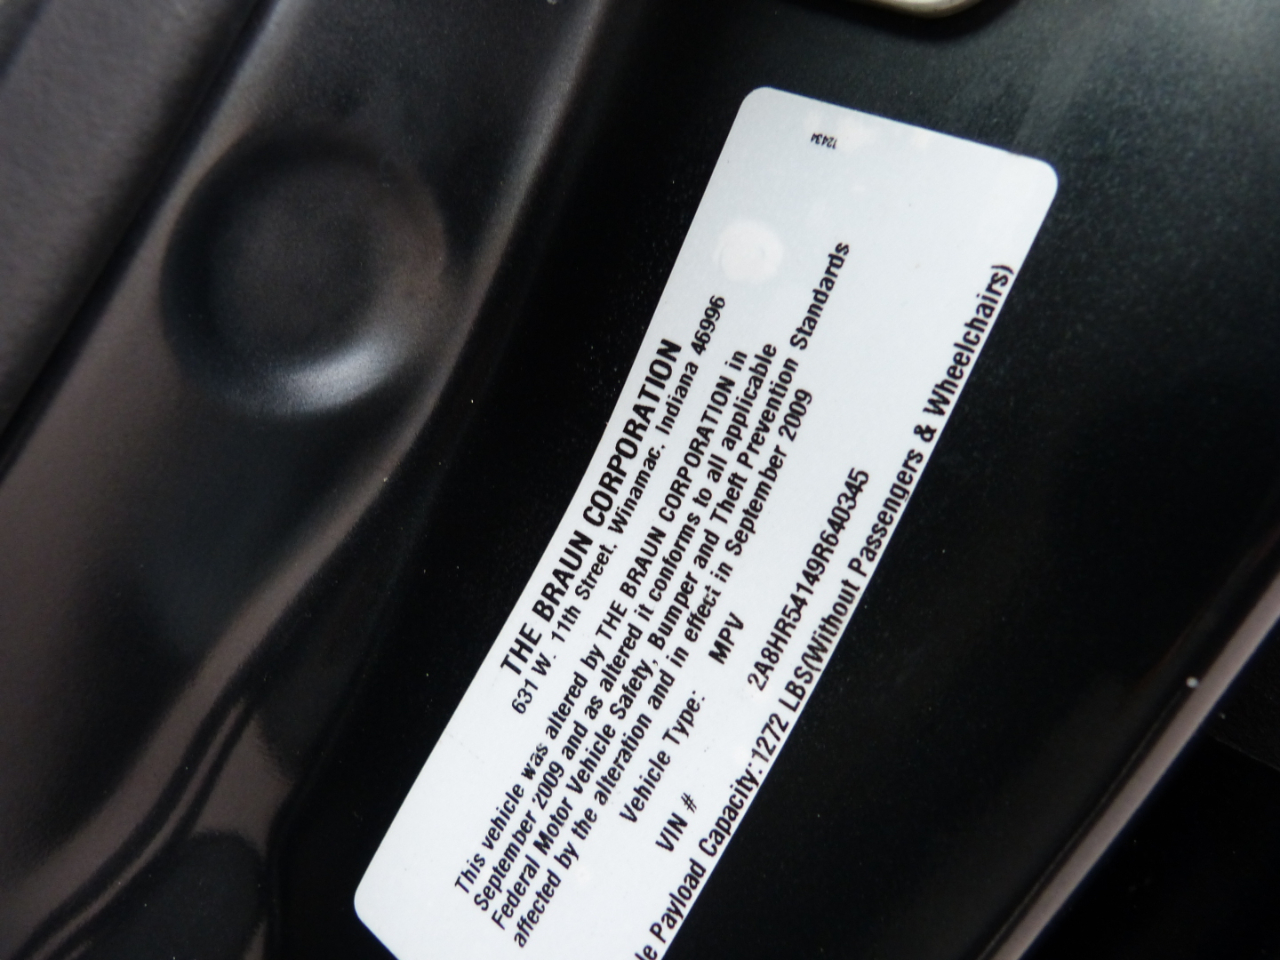 12434
THE BRAUN CORPORATION
631 W. 11th Street. Winamac. Indiana 46996
This vehicle was altered by THE BRAUN CORPORATION in
September 2009 and as altered it conforms to all applicable
Federal Motor Vehicle Safety, Bumper and Theft Prevention Standards
affected by the alteration and in effect in September 2009
Vehicle Type: MPV
VIN # 2A8HR54149R640345
le Payload Capacity:1272 LBS(Without Passengers & Wheelchairs)